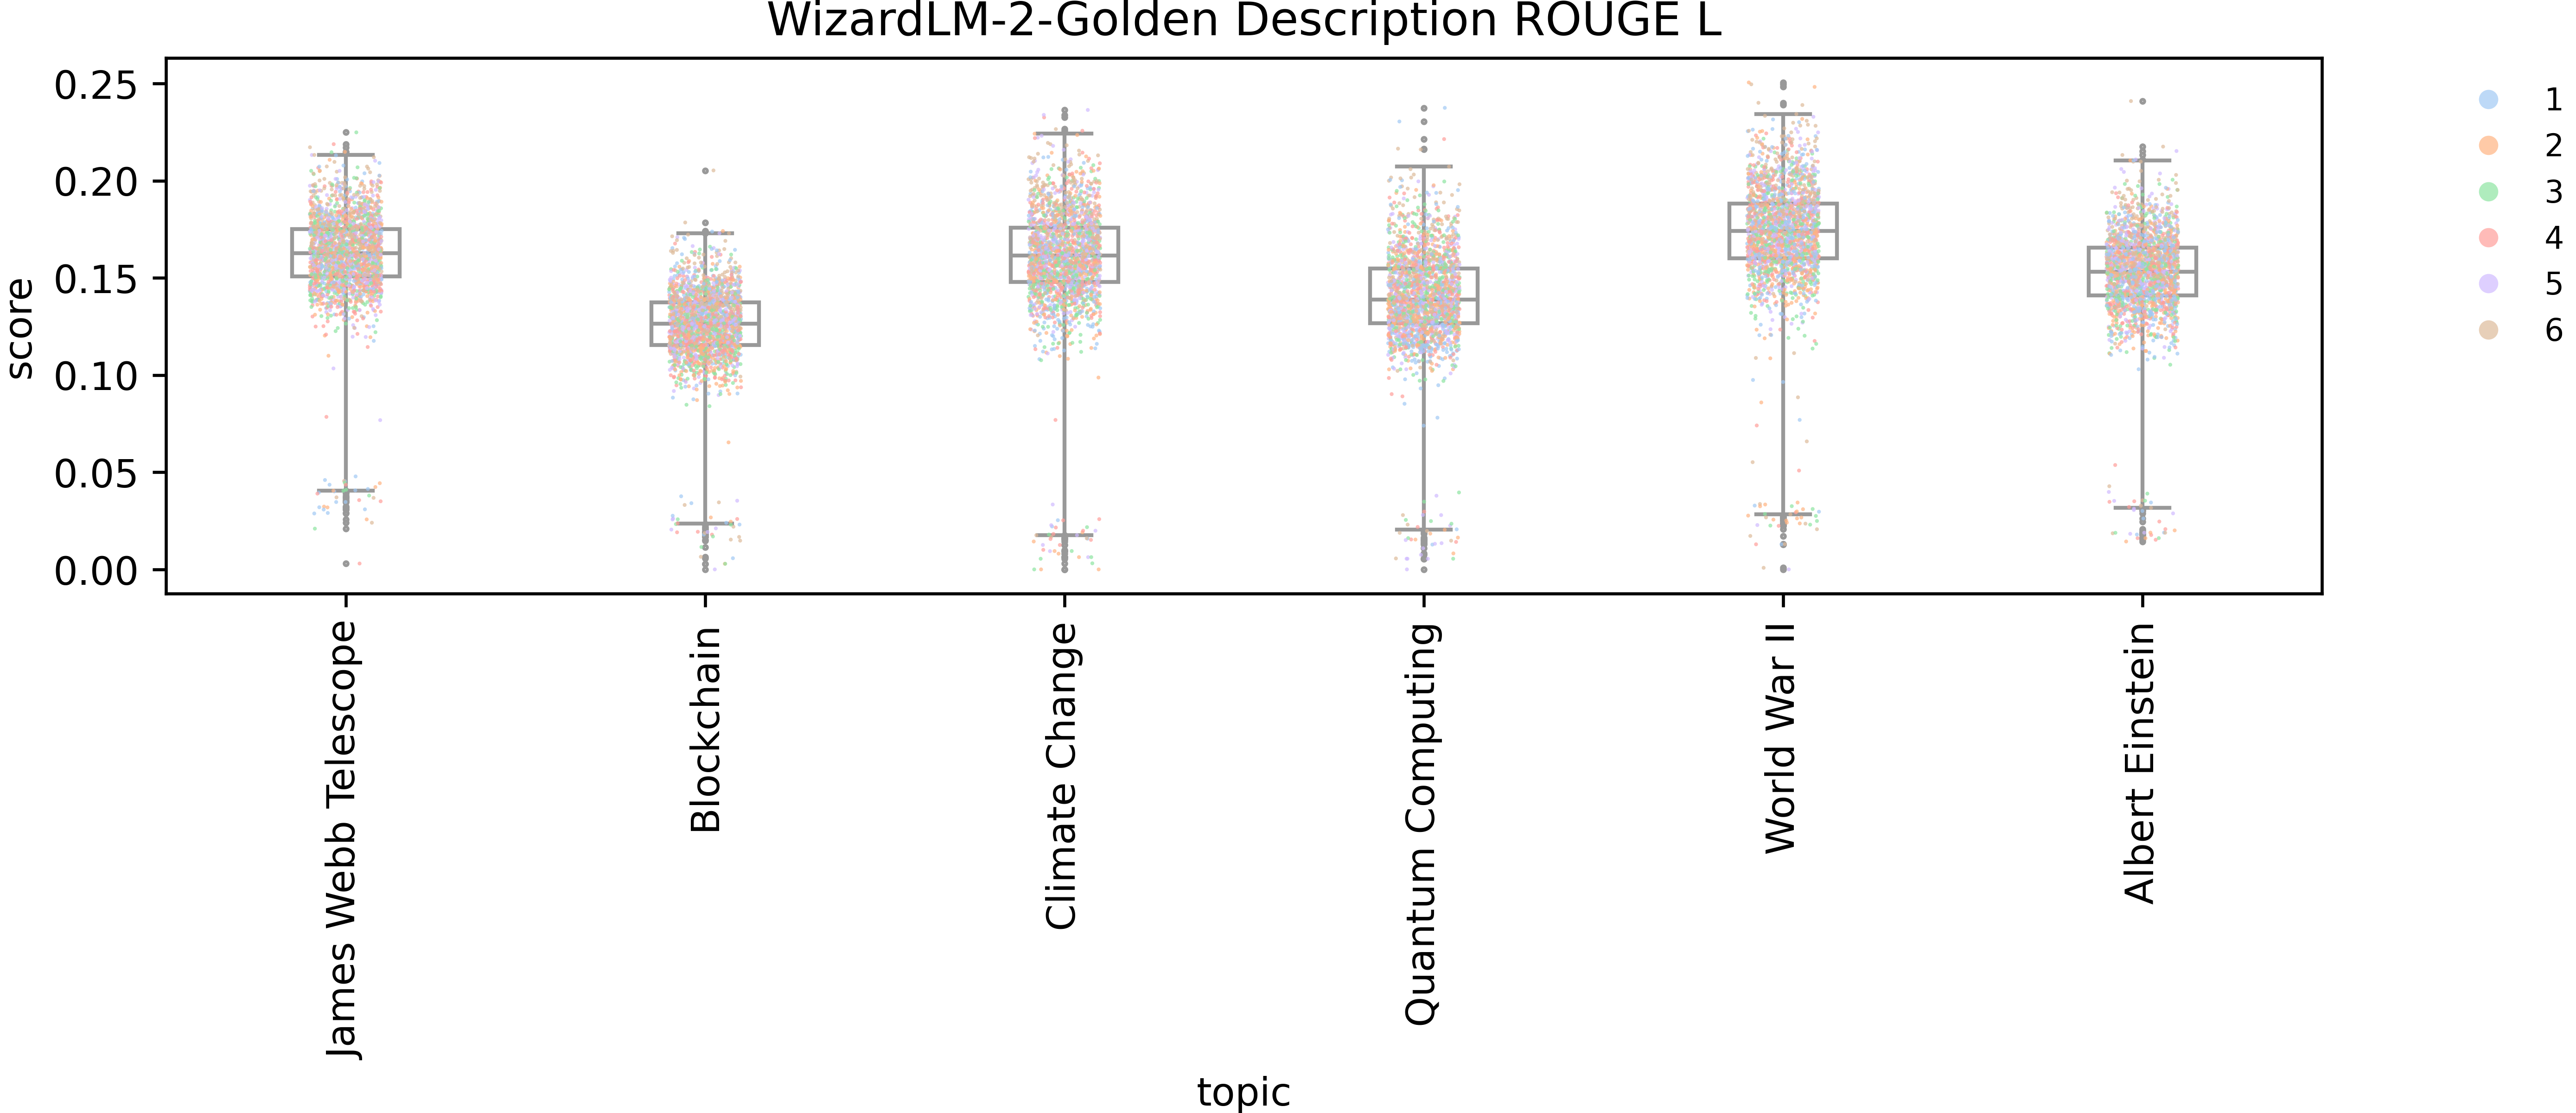 WizardLM-2-Golden Description ROUGE L
score
0.25
0.20
0.15
0.10
0.05
0.00
1
2
3
4
5
6
James Webb Telescope
Blockchain
Climate Change
Quantum Computing
World War II
Albert Einstein
topic